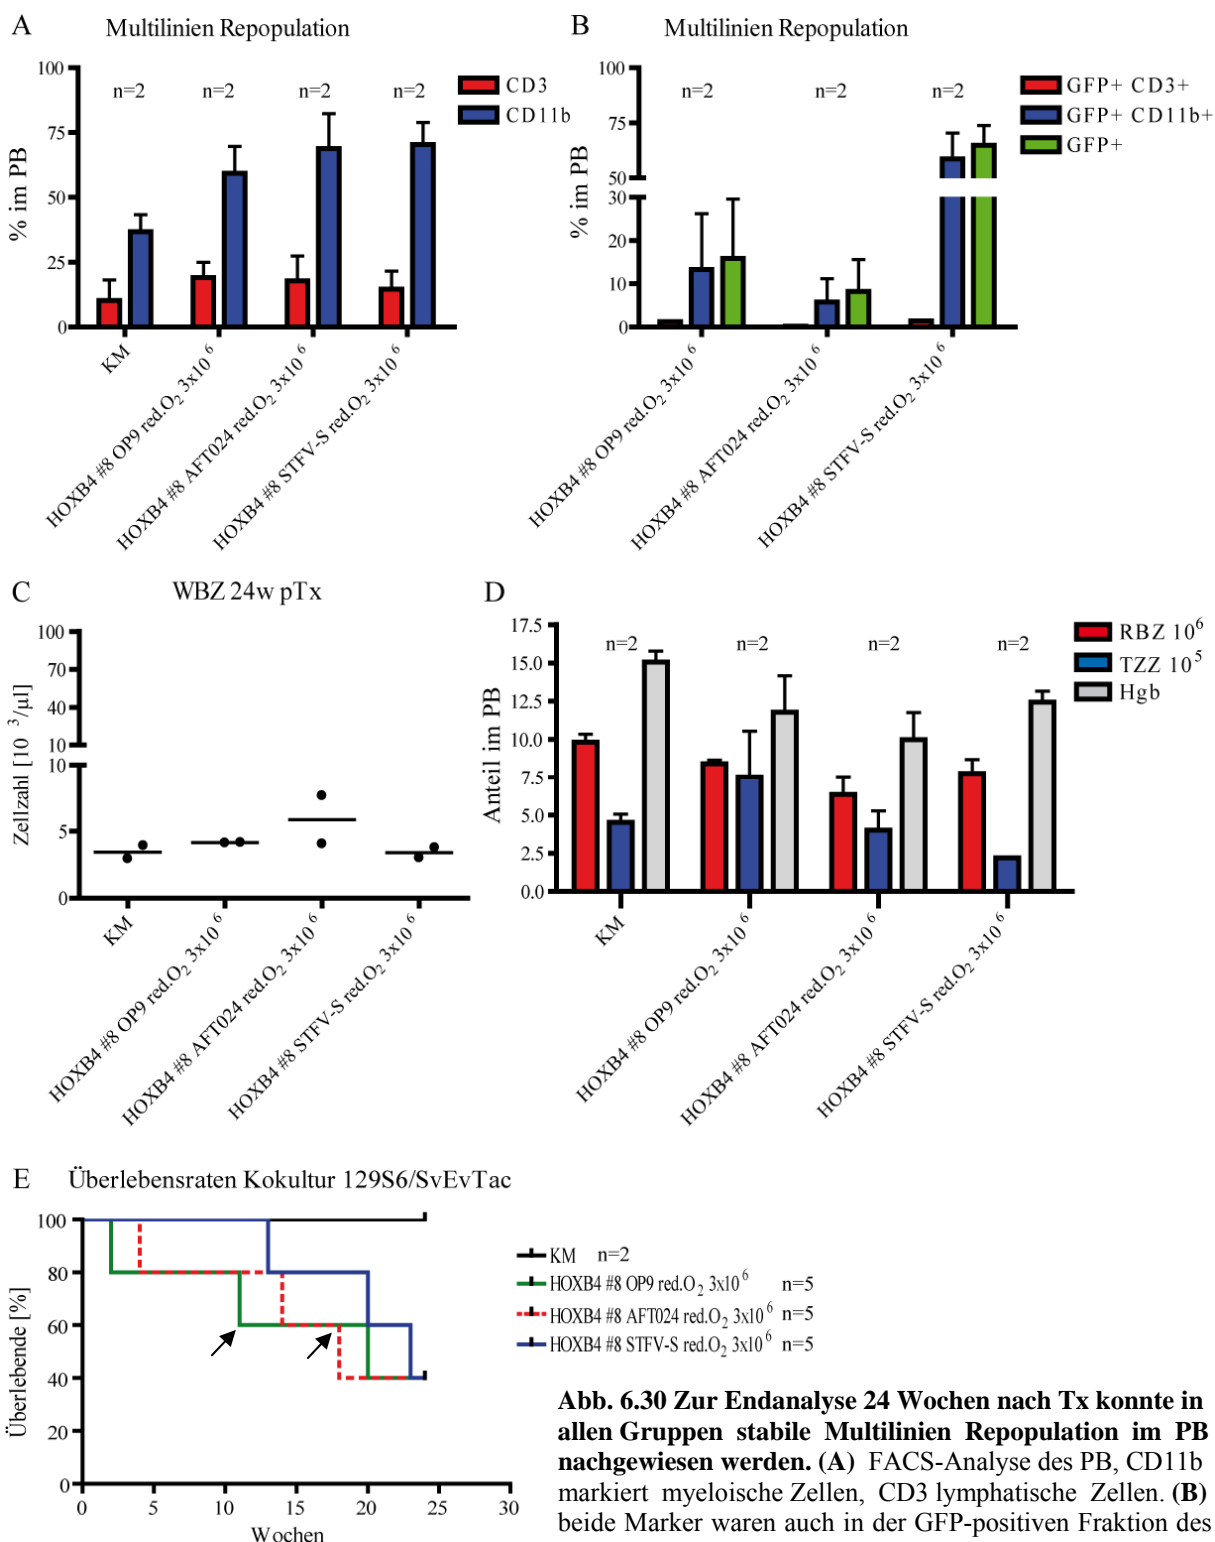 A
Multilinien Repopulation
% im PB
100
75
50
25
0
n=2
n=2
n=2
n=2
CD3
CD11b
KM
HOXB4 #8 OP9 red.O2 3x10^6
HOXB4 #8 AFT024 red.O2 3x10^6
HOXB4 #8 STFV-S red.O2 3x10^6
B
Multilinien Repopulation
% im PB
100
75
50
30
20
10
0
n=2
n=2
n=2
GFP+ CD3+
GFP+ CD11b+
GFP+
HOXB4 #8 OP9 red.O2 3x10^6
HOXB4 #8 AFT024 red.O2 3x10^6
HOXB4 #8 STFV-S red.O2 3x10^6
C
WBZ 24w pTx
Zellzahl [10^3/µl]
100
70
40
10
10
5
0
KM
HOXB4 #8 OP9 red.O2 3x10^6
HOXB4 #8 AFT024 red.O2 3x10^6
HOXB4 #8 STFV-S red.O2 3x10^6
D
Anteil im PB
17.5
15.0
12.5
10.0
7.5
5.0
2.5
0.0
n=2
n=2
n=2
n=2
RBZ 10^6
TZZ 10^5
Hgb
KM
HOXB4 #8 OP9 red.O2 3x10^6
HOXB4 #8 AFT024 red.O2 3x10^6
HOXB4 #8 STFV-S red.O2 3x10^6
E
Überlebensraten Kokultur 129S6/SvEvTac
Überlebende [%]
100
80
60
40
20
0
0 5 10 15 20 25 30
Wochen
KM n=2
HOXB4 #8 OP9 red.O2 3x10^6 n=5
HOXB4 #8 AFT024 red.O2 3x10^6 n=5
HOXB4 #8 STFV-S red.O2 3x10^6 n=5
Abb. 6.30 Zur Endanalyse 24 Wochen nach Tx konnte in
allen Gruppen stabile Multilinien Repopulation im PB
nachgewiesen werden. (A) FACS-Analyse des PB, CD11b
markiert myeloische Zellen, CD3 lymphatische Zellen. (B)
beide Marker waren auch in der GFP-positiven Fraktion des